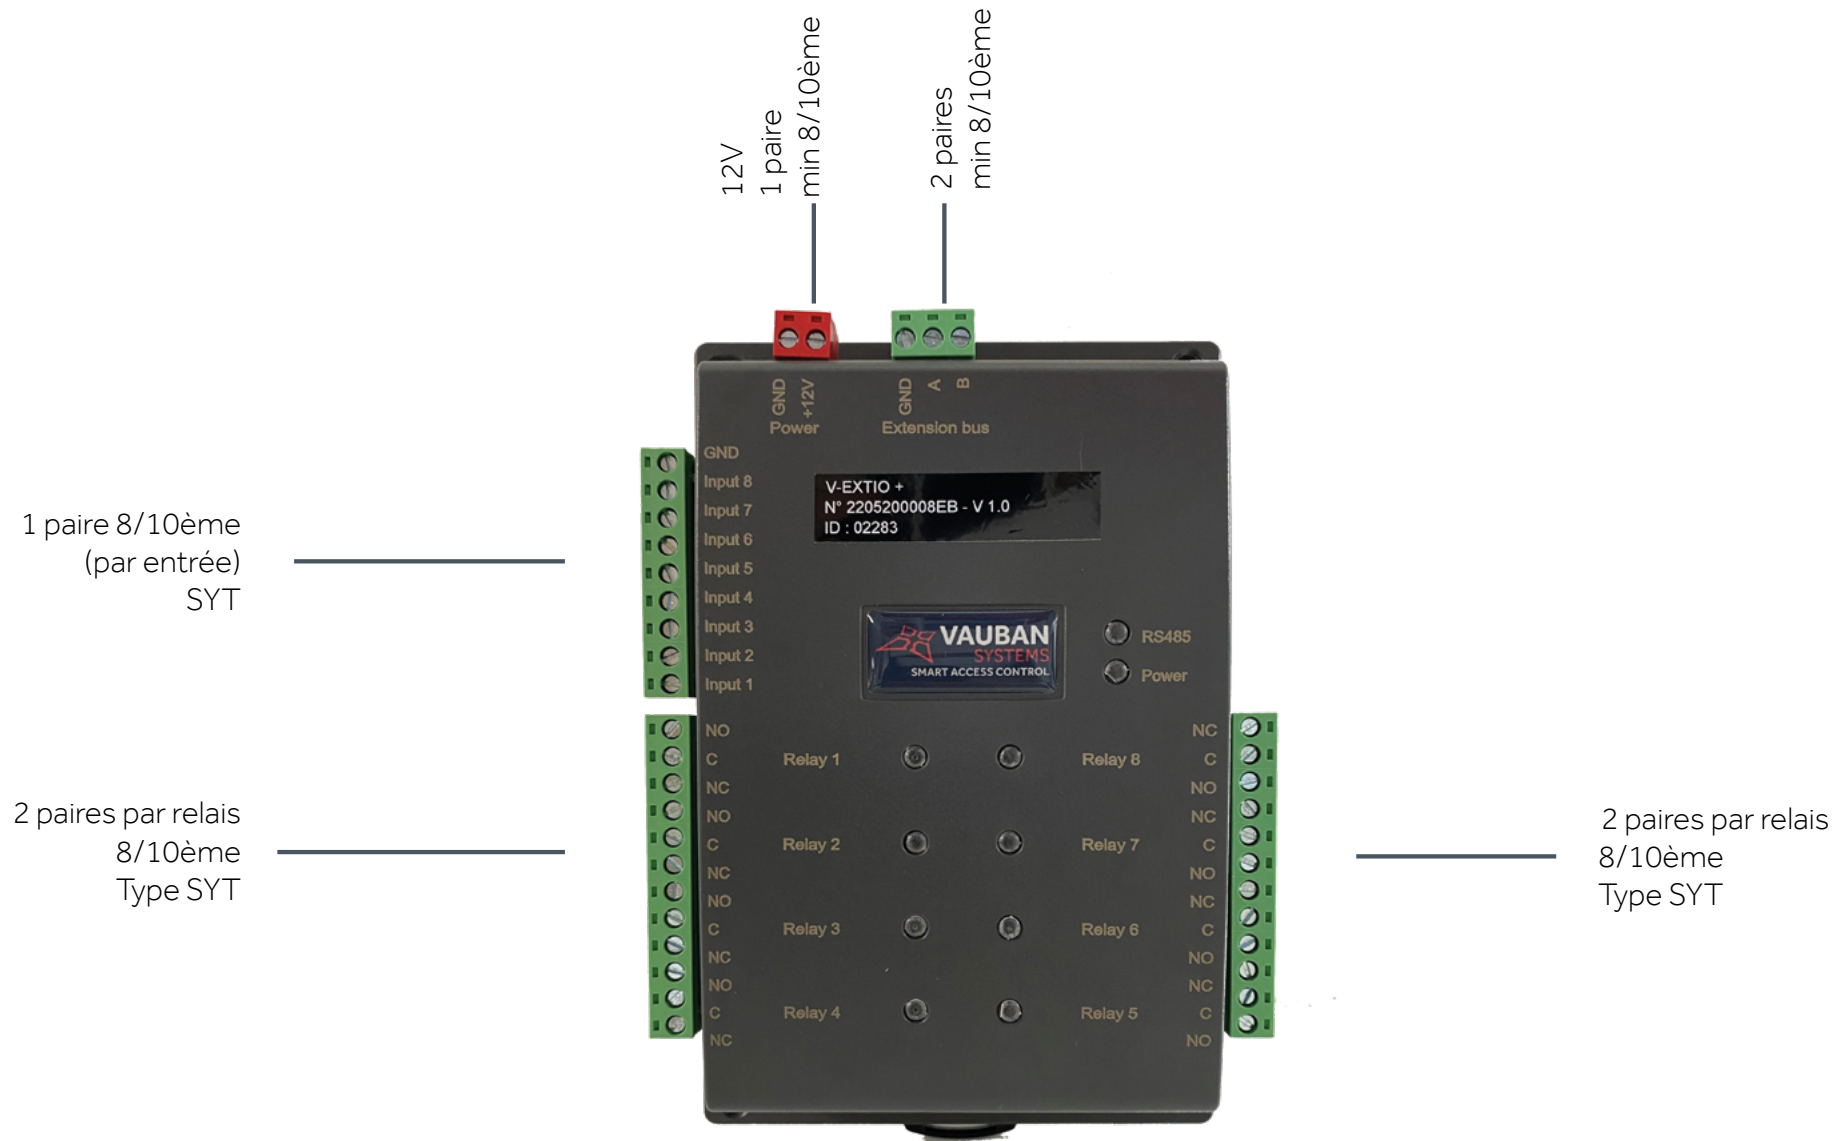 12V
1 paire
min 8/10ème
2 paires
min 8/10ème
GND
+12V
Power
GND
A
B
Extension bus
GND
Input 8
Input 7
Input 6
Input 5
Input 4
Input 3
Input 2
Input 1
V-EXTIO +
N° 2205200008EB - V 1.0
ID : 02283
1 paire 8/10ème
(par entrée)
SYT
VAUBAN
SYSTEMS
SMART ACCESS CONTROL
RS485
Power
NO
C
NC
NO
C
NC
NO
C
NC
NO
C
NC
Relay 1
Relay 2
Relay 3
Relay 4
Relay 8
Relay 7
Relay 6
Relay 5
NC
C
NO
NC
C
NO
NC
C
NO
NC
C
NO
2 paires par relais
8/10ème
Type SYT
2 paires par relais
8/10ème
Type SYT